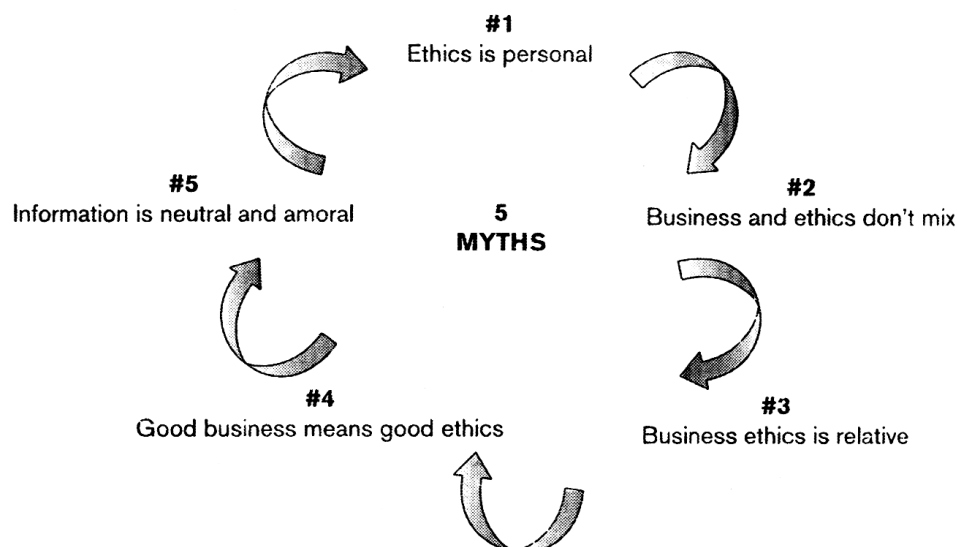 #1
Ethics is personal
#2
Business and ethics don't mix
#3
Business ethics is relative
#4
Good business means good ethics
#5
Information is neutral and amoral
5
MYTHS